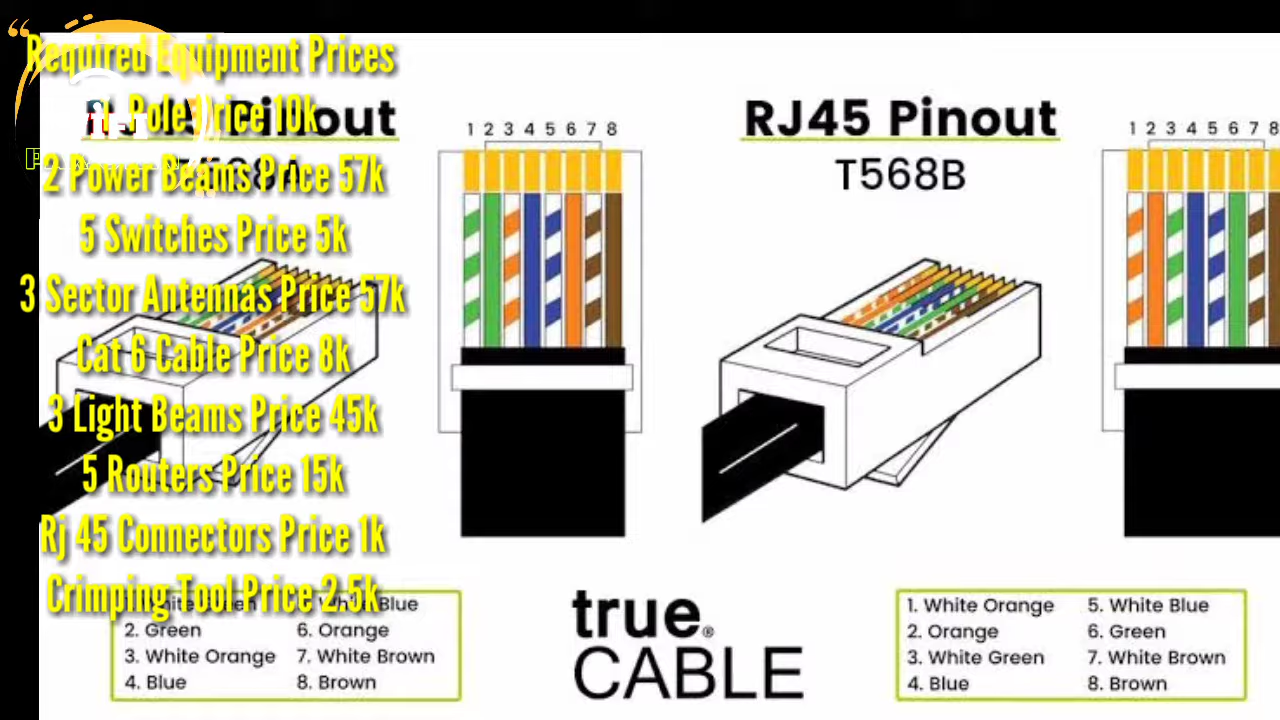 Required Equipment Prices
1 Pole Price 10k
2 Power Beams Price 57k
5 Switches Price 5k
3 Sector Antennas Price 57k
Cat 6 Cable Price 8k
3 Light Beams Price 45k
5 Routers Price 15k
Rj 45 Connectors Price 1k
Crimping Tool Price 2.5k
Pinout
1 2 3 4 5 6 7 8
RJ45 Pinout
T568B
1 2 3 4 5 6 7 8
Blue
2. Green 6. Orange
3. White Orange 7. White Brown
4. Blue 8. Brown
true®
CABLE
1. White Orange 5. White Blue
2. Orange 6. Green
3. White Green 7. White Brown
4. Blue 8. Brown